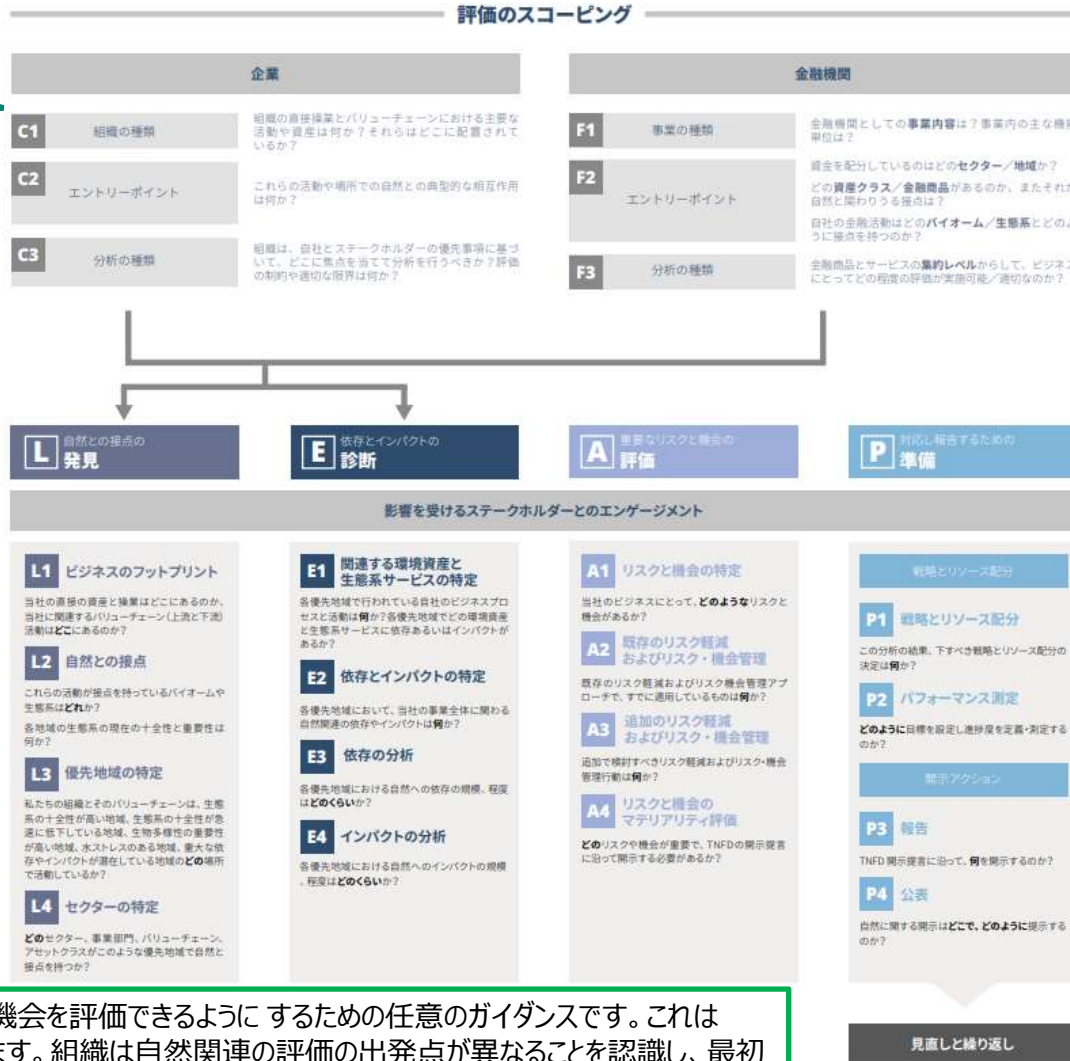 評価のスコーピング
企業
C1 組織の種類
組織の直接操業とバリューチェーンにおける主要な
活動や資産は何か？それらはどこに配置されて
いるか？
C2 エントリーポイント
これらの活動や場所での自然との典型的な相互作用
は何か？
C3 分析の種類
組織は、自社とステークホルダーの優先事項に基づ
いて、どこに焦点を当てて分析を行うべきか？評価
の制約や適切な限界は何か？
金融機関
F1 事業の種類
金融機関としての事業内容は？事業内の主な機
単位は？
F2 エントリーポイント
資金を配分しているのはどのセクター／地域か？
どの資産クラス／金融商品があるのか、またそれ
自然と関わりうる接点は？
自社の金融活動はどのバイオーム／生態系とどの
うに接点を持つのか？
F3 分析の種類
金融商品とサービスの集約レベルからして、ビジネ
にとってどの程度の評価が実施可能／適切なのか？
L 自然との接点の
発見
E 依存とインパクトの
診断
A 重要なリスクと機会の
評価
P 対応し報告するための
準備
影響を受けるステークホルダーとのエンゲージメント
L1 ビジネスのフットプリント
当社の直接の資産と操業はどこにあるのか、
当社に関連するバリューチェーン(上流と下流)
活動はどこにあるのか？
L2 自然との接点
これらの活動が接点を持っているバイオームや
生態系はどれか？
各地域の生態系の現在の十全性と重要性は
何か？
L3 優先地域の特定
私たちの組織とそのバリューチェーンは、生態
系の十全性が高い地域、生態系の十全性が急
速に低下している地域、生物多様性の重要性
が高い地域、水ストレスのある地域、重大な依
存やインパクトが潜在している地域のどの場所
で活動しているか？
L4 セクターの特定
どのセクター、事業部門、バリューチェーン、
アセットクラスがこのような優先地域で自然と
接点を持つか？
E1 関連する環境資産と
生態系サービスの特定
各優先地域で行われている自社のビジネスプロ
セスと活動は何か？各優先地域でどの環境資産
と生態系サービスに依存あるいはインパクトが
あるか？
E2 依存とインパクトの特定
各優先地域において、当社の事業全体に関わる
自然関連の依存やインパクトは何か？
E3 依存の分析
各優先地域における自然への依存の規模、程度
はどのくらいか？
E4 インパクトの分析
各優先地域における自然へのインパクトの規模
、程度はどのくらいか？
A1 リスクと機会の特定
当社のビジネスにとって、どのようなリスクと
機会があるか？
A2 既存のリスク軽減
およびリスク・機会管理
既存のリスク軽減およびリスク機会管理アプ
ローチで、すでに適用しているものは何か？
A3 追加のリスク軽減
およびリスク・機会管理
追加で検討すべきリスク軽減およびリスク・機会
管理行動は何か？
A4 リスクと機会の
マテリアリティ評価
どのリスクや機会が重要で、TNFDの開示提言
に沿って開示する必要があるか？
戦略とリソース配分
P1 戦略とリソース配分
この分析の結果、下すべき戦略とリソース配分の
決定は何か？
P2 パフォーマンス測定
どのように目標を設定し進捗度を定義・測定する
のか？
開示アクション
P3 報告
TNFD 開示提言に沿って、何を開示するのか？
P4 公表
自然に関する開示はどこで、どのように提示する
のか？
見直しと繰り返し
機会を評価できるように するための任意のガイダンスです。これは
ます。組織は自然関連の評価の出発点が異なることを認識し、最初